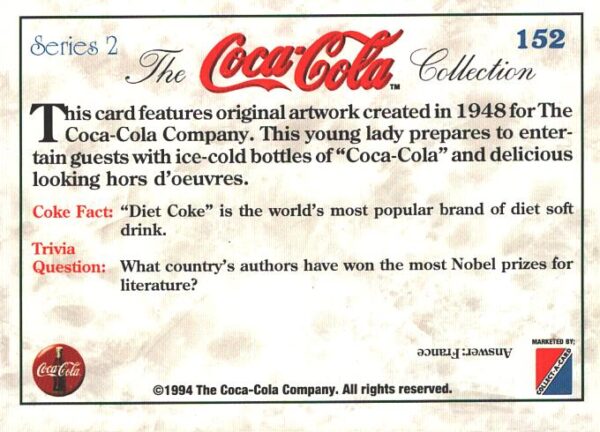 Series 2
152
The Coca-Cola™ Collection
This card features original artwork created in 1948 for The
Coca-Cola Company. This young lady prepares to enter-
tain guests with ice-cold bottles of “Coca-Cola” and delicious
looking hors d'oeuvres.
Coke Fact: “Diet Coke” is the world's most popular brand of diet soft
drink.
Trivia
Question: What country's authors have won the most Nobel prizes for
literature?
Answer: France
MARKETED BY:
COLLECT-A-CARD
Coca-Cola
©1994 The Coca-Cola Company. All rights reserved.